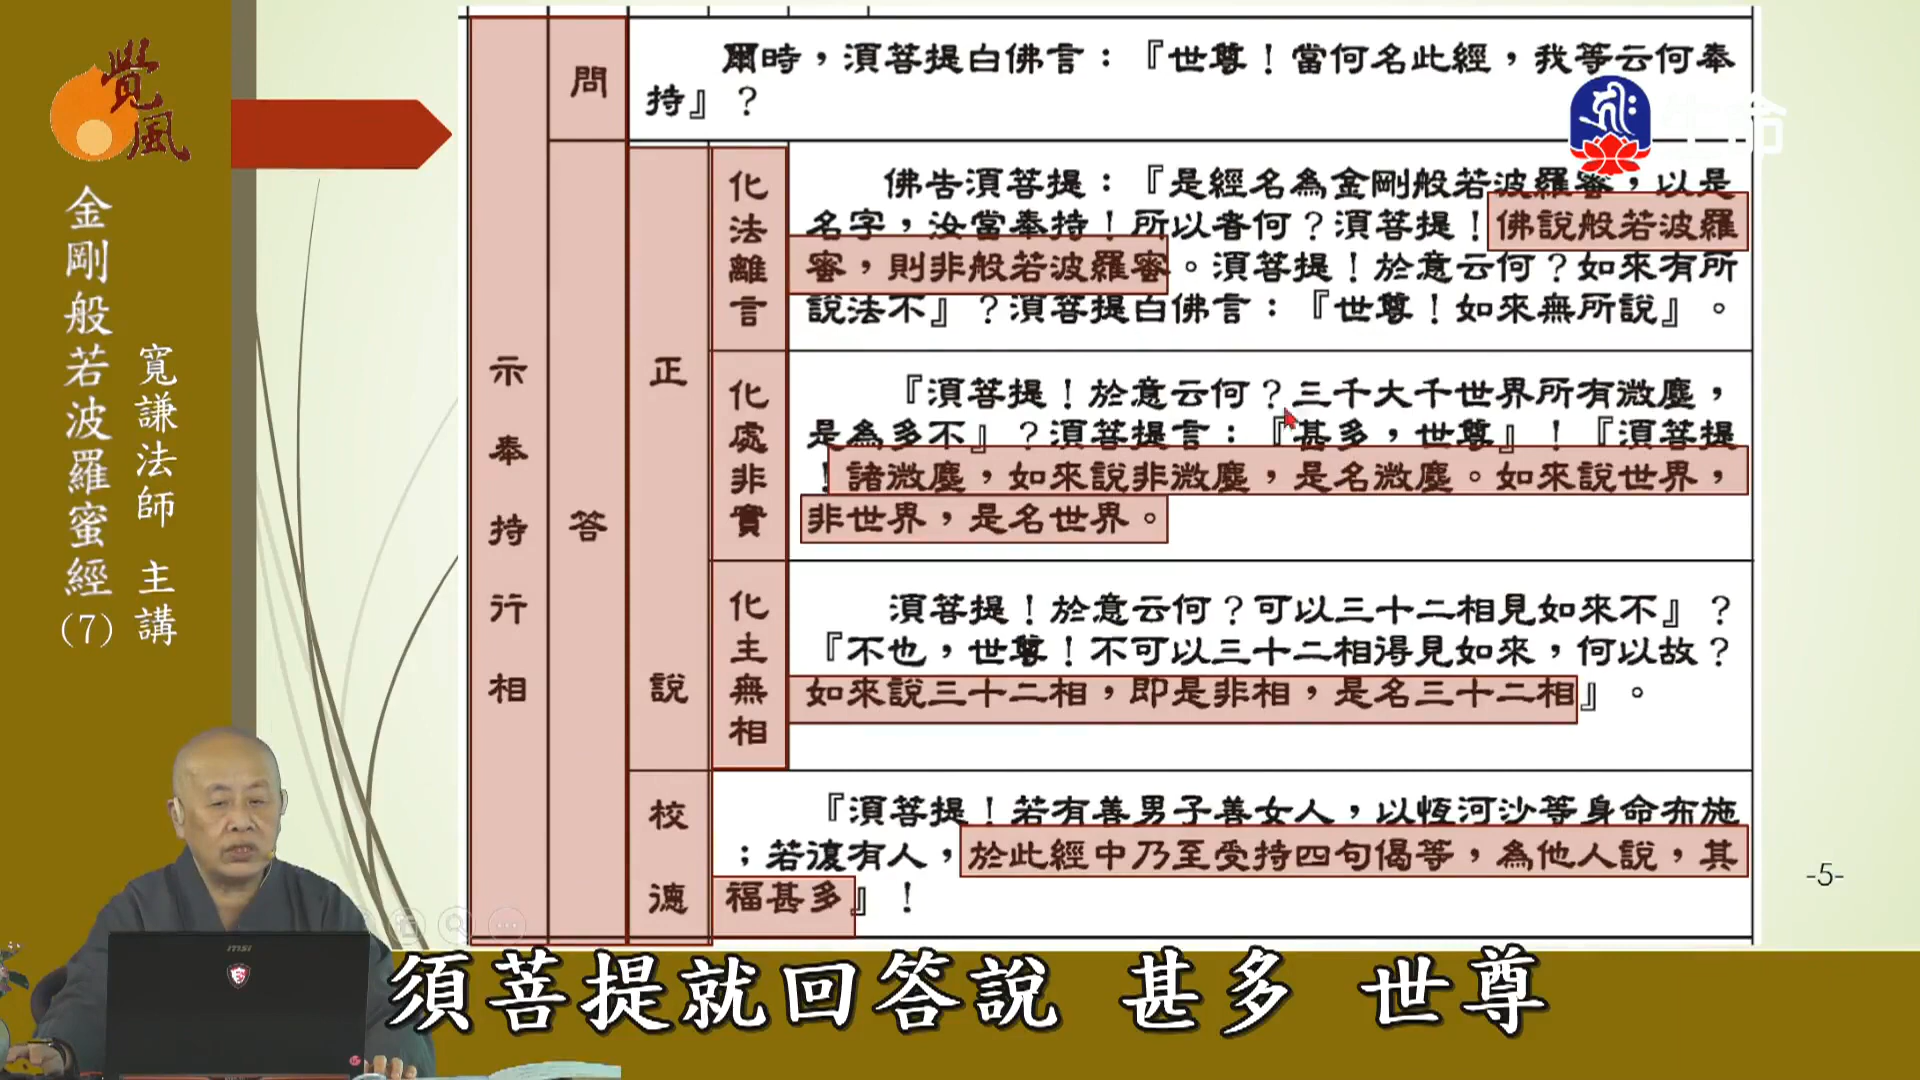 覺風
金剛般若波羅蜜經(7)
寬謙法師 主講
示奉持行相
問
爾時，須菩提白佛言：『世尊！當何名此經，我等云何奉
持』？
答
正說
化法離言
佛告須菩提：『是經名為金剛般若波羅蜜，以是
名字，汝當奉持！所以者何？須菩提！佛說般若波羅
蜜，則非般若波羅蜜。須菩提！於意云何？如來有所
說法不』？須菩提白佛言：『世尊！如來無所說』。
化處非實
『須菩提！於意云何？三千大千世界所有微塵，
是為多不』？須菩提言：『甚多，世尊』！『須菩提
！諸微塵，如來說非微塵，是名微塵。如來說世界，
非世界，是名世界。
化主無相
須菩提！於意云何？可以三十二相見如來不』？
『不也，世尊！不可以三十二相得見如來，何以故？
如來說三十二相，即是非相，是名三十二相』。
校德
『須菩提！若有善男子善女人，以恆河沙等身命布施
；若復有人，於此經中乃至受持四句偈等，為他人說，其
福甚多』！
命
-5-
msi
須菩提就回答說 甚多 世尊